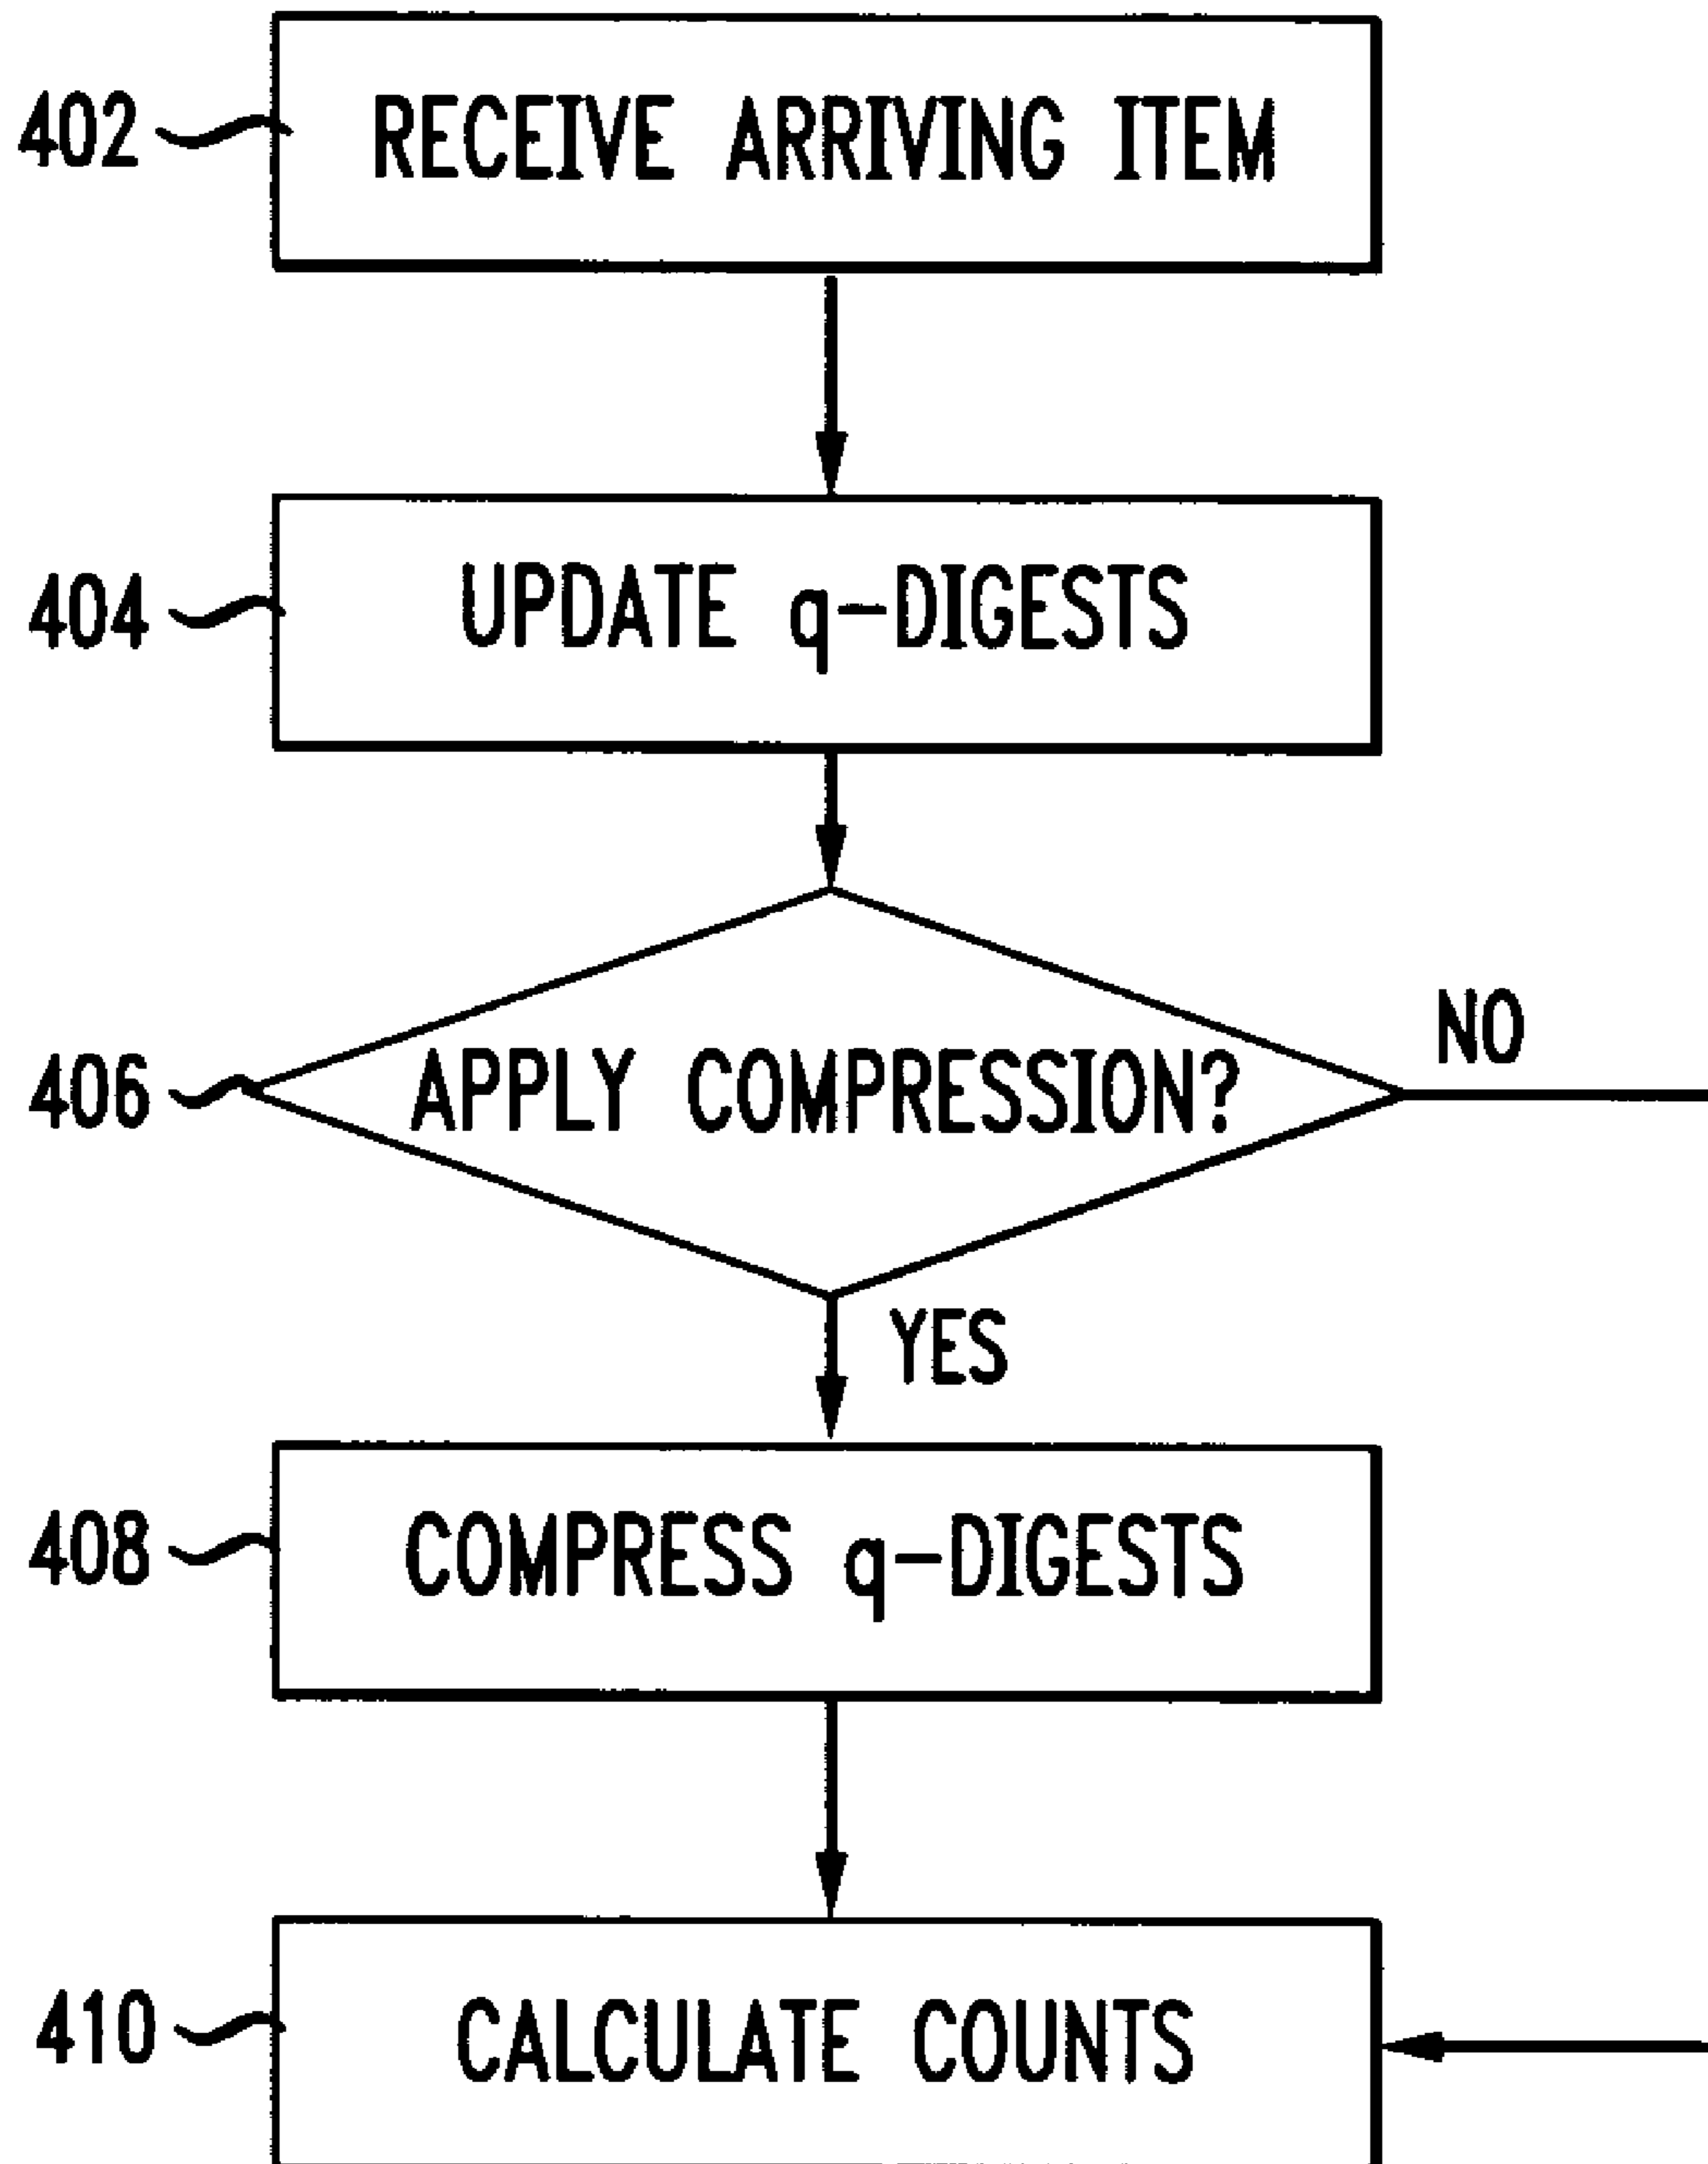 402 RECEIVE ARRIVING ITEM
404 UPDATE q-DIGESTS
406 APPLY COMPRESSION?
NO
YES
408 COMPRESS q-DIGESTS
410 CALCULATE COUNTS